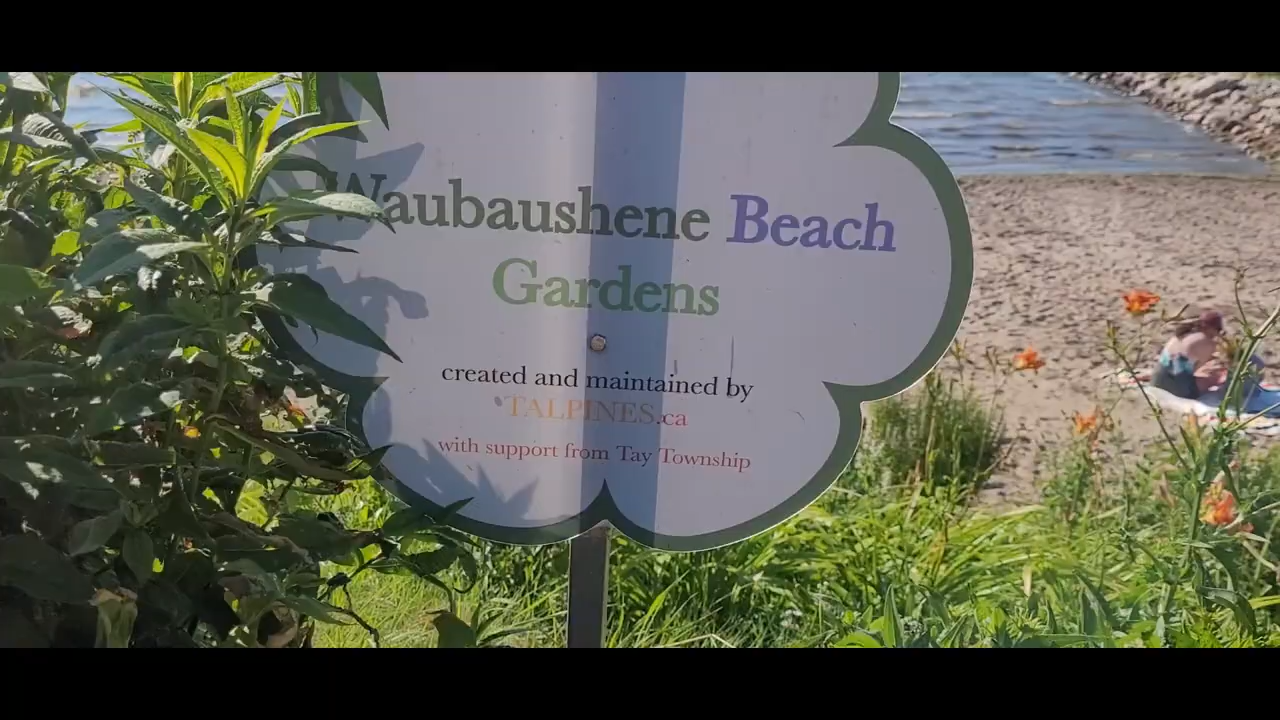 Waubaushene Beach
Gardens
created and maintained by
TALPINES.ca
with support from Tay Township